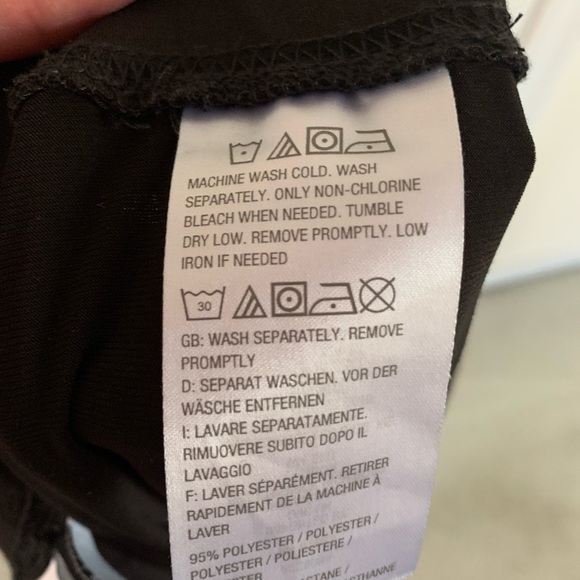 MACHINE WASH COLD. WASH
SEPARATELY. ONLY NON-CHLORINE
BLEACH WHEN NEEDED. TUMBLE
DRY LOW. REMOVE PROMPTLY. LOW
IRON IF NEEDED
30
GB: WASH SEPARATELY. REMOVE
PROMPTLY
D: SEPARAT WASCHEN. VOR DER
WÄSCHE ENTFERNEN
I: LAVARE SEPARATAMENTE.
RIMUOVERE SUBITO DOPO IL
LAVAGGIO
F: LAVER SÉPARÉMENT. RETIRER
RAPIDEMENT DE LA MACHINE À
LAVER
95% POLYESTER / POLYESTER /
POLYESTER / POLIESTERE /